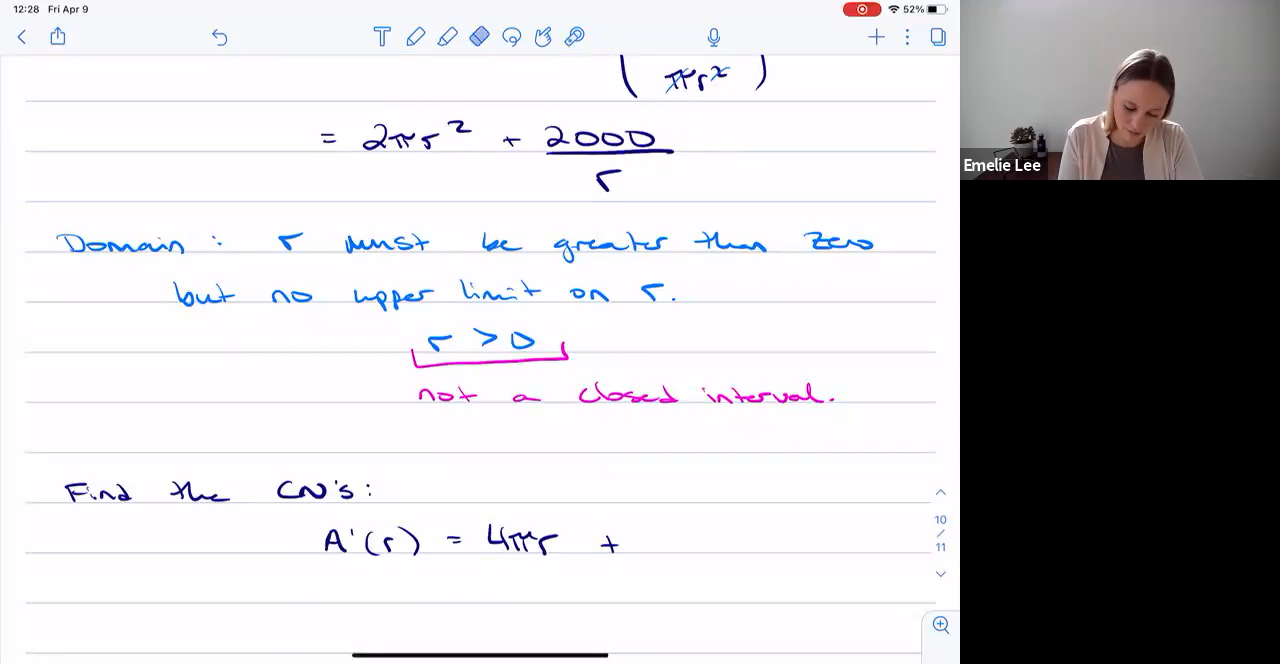 12:28 Fri Apr 9
52%
( πr² )
= 2πr² + 2000
r
Emelie Lee
Domain : r must be greater than zero
but no upper limit on r.
r > 0
not a closed interval.
Find the CN's :
A'(r) = 4πr +
10
/
11